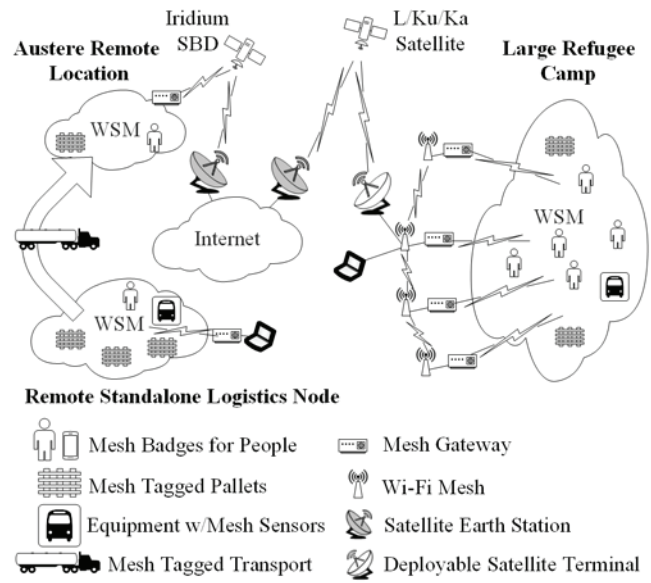 Iridium
SBD
L/Ku/Ka
Satellite
Austere Remote
Location
Large Refugee
Camp
WSM
WSM
Internet
WSM
Remote Standalone Logistics Node
Mesh Badges for People
Mesh Gateway
Mesh Tagged Pallets
Wi-Fi Mesh
Equipment w/Mesh Sensors
Satellite Earth Station
Mesh Tagged Transport
Deployable Satellite Terminal